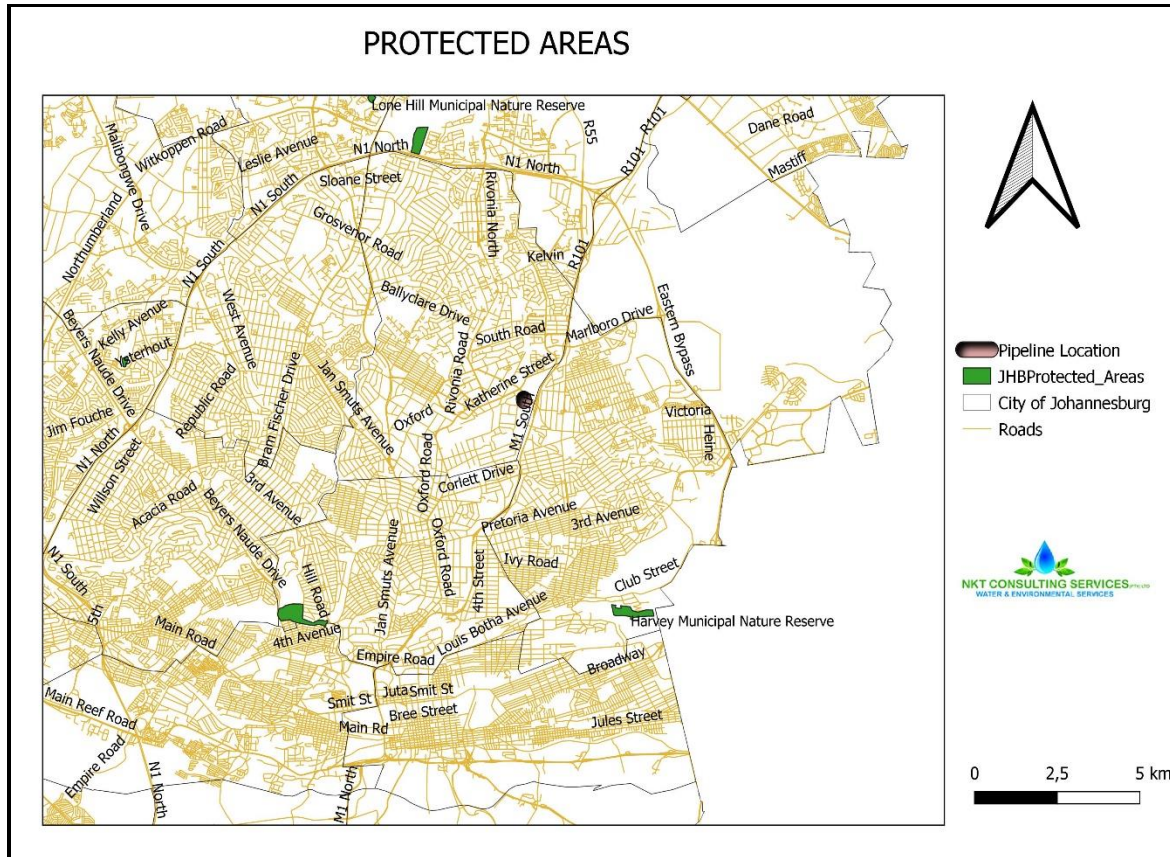 PROTECTED AREAS
Lone Hill Municipal Nature Reserve
Malibongwe Drive
Witkoppen Road
Leslie Avenue
N1 North
R55
R101
Dane Road
Mastiff
Sloane Street
N1 North
R101
N1 South
Rivonia North
Northumberland
Grosvenor Road
Kelvin
R101
N1 South
Ballyclare Drive
Eastern Bypass
Kelly Avenue
West Avenue
South Road
Marlboro Drive
Beyers Naude Drive
Bram Fischer Drive
Jan Smuts Avenue
Rivonia Road
Katherine Street
Republic Road
Oxford
M1 South
Victoria
Heine
Jim Fouche
N1 North
Willson Street
Oxford Road
Corlett Drive
3rd Avenue
Acacia Road
Beyers Naude Drive
Pretoria Avenue
3rd Avenue
Oxford Road
Jan Smuts Avenue
4th Street
Ivy Road
N1 South
Club Street
Hill Road
5th
Louis Botha Avenue
Harvey Municipal Nature Reserve
Main Road
4th Avenue
Empire Road
Broadway
Juta
Smit St
Smit St
Main Reef Road
Bree Street
Main Rd
Jules Street
Empire Road
N1 North
M1 North
Pipeline Location
JHBProtected_Areas
City of Johannesburg
Roads
NKT CONSULTING SERVICES
WATER & ENVIRONMENTAL SERVICES
0 2,5 5 km